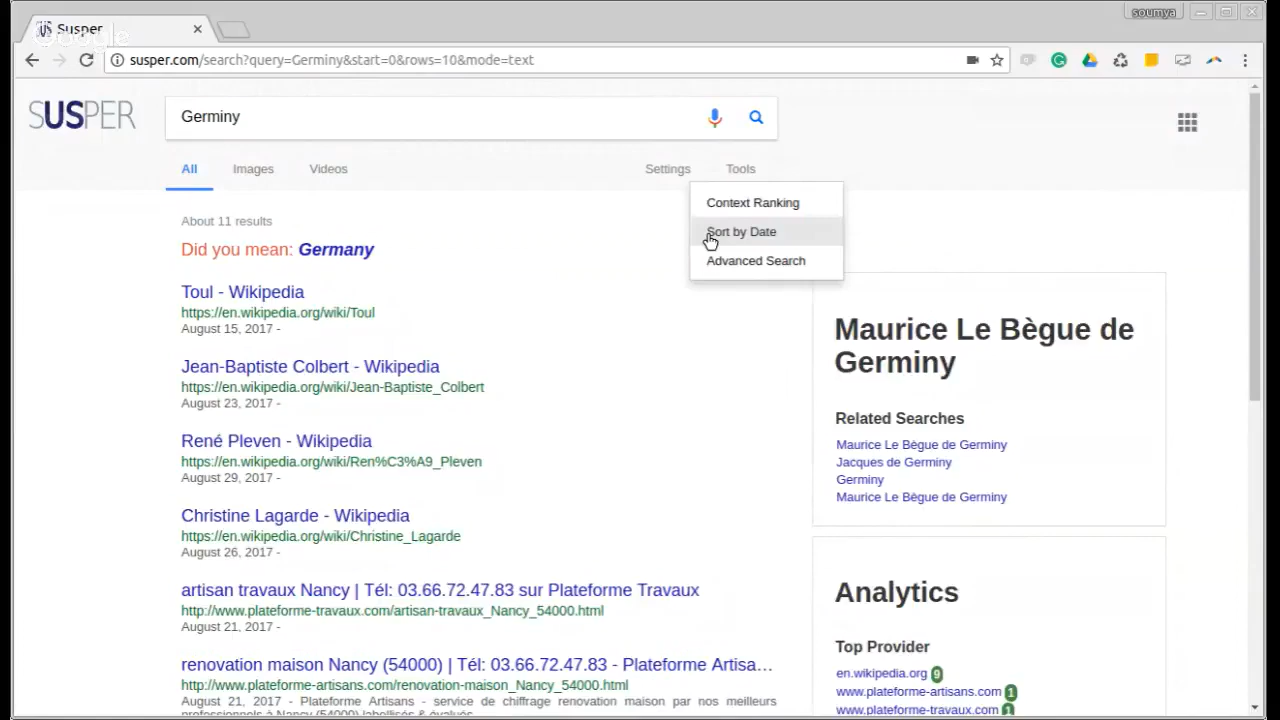 soumya
Susper
Google
susper.com/search?query=Germiny&start=0&rows=10&mode=text
SUSPER
Germiny
All Images Videos Settings Tools
Context Ranking
Sort by Date
Advanced Search
About 11 results
Did you mean: Germany
Toul - Wikipedia
https://en.wikipedia.org/wiki/Toul
August 15, 2017 -
Jean-Baptiste Colbert - Wikipedia
https://en.wikipedia.org/wiki/Jean-Baptiste_Colbert
August 23, 2017 -
René Pleven - Wikipedia
https://en.wikipedia.org/wiki/Ren%C3%A9_Pleven
August 29, 2017 -
Christine Lagarde - Wikipedia
https://en.wikipedia.org/wiki/Christine_Lagarde
August 26, 2017 -
artisan travaux Nancy | Tél: 03.66.72.47.83 sur Plateforme Travaux
http://www.plateforme-travaux.com/artisan-travaux_Nancy_54000.html
August 21, 2017 -
renovation maison Nancy (54000) | Tél: 03.66.72.47.83 - Plateforme Artisa…
http://www.plateforme-artisans.com/renovation-maison_Nancy_54000.html
August 21, 2017 - Plateforme Artisans - service de chiffrage renovation maison par nos meilleurs
professionnels à Nancy (54000) labellisés & évalués
Maurice Le Bègue de
Germiny
Related Searches
Maurice Le Bègue de Germiny
Jacques de Germiny
Germiny
Maurice Le Bègue de Germiny
Analytics
Top Provider
en.wikipedia.org 9
www.plateforme-artisans.com 1
www.plateforme-travaux.com 1